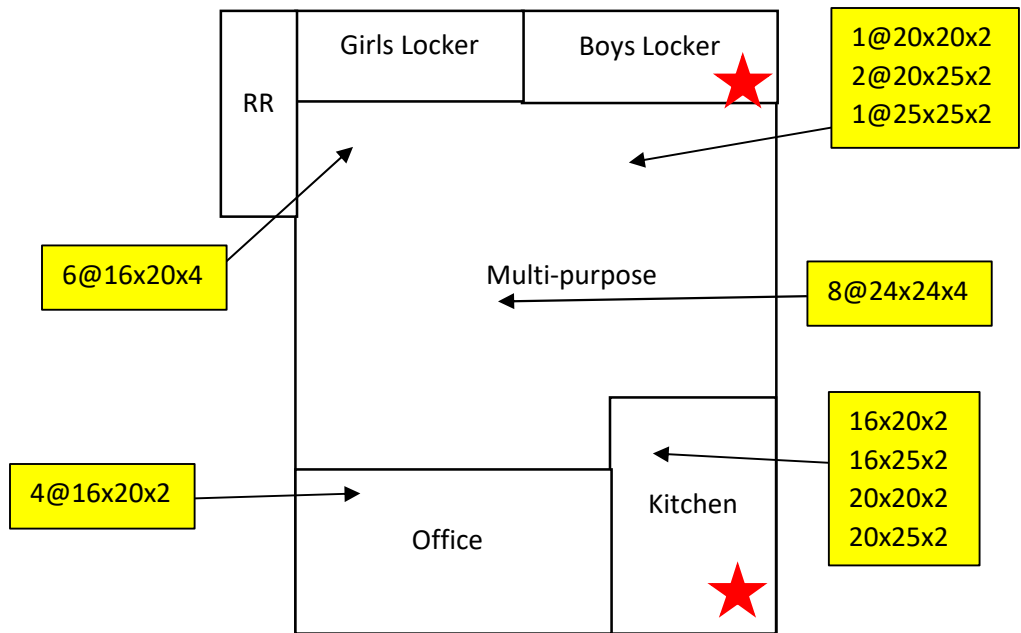 Girls Locker
Boys Locker
1@20x20x2
2@20x25x2
1@25x25x2
RR
6@16x20x4
Multi-purpose
8@24x24x4
16x20x2
16x25x2
20x20x2
20x25x2
4@16x20x2
Kitchen
Office